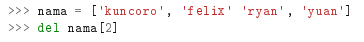 >>> nama = ['kuncoro', 'felix' 'ryan', 'yuan']
>>> del nama[2]